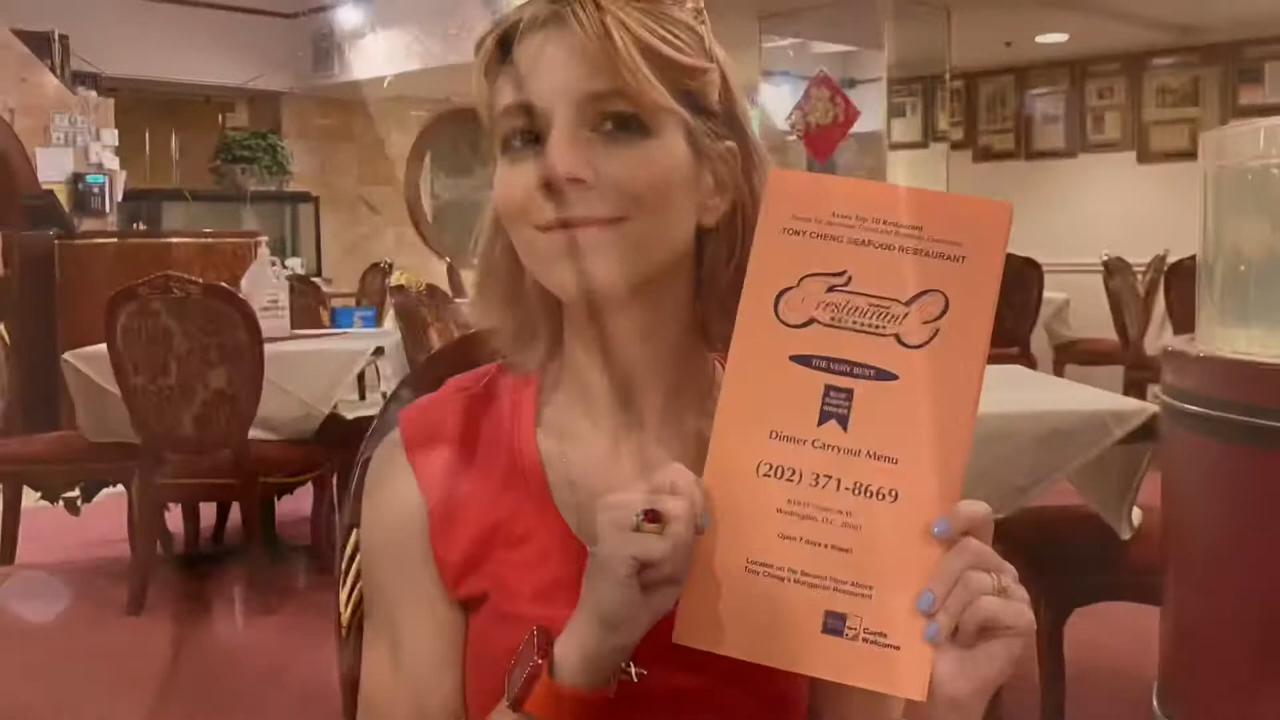 TONY CHENG SEAFOOD RESTAURANT
restaurant
THE VERY BEST
Dinner Carryout Menu
(202) 371-8669
Washington, D.C. 20001
Open 7 days a Week!
Located on the Second Floor Above
Tony Cheng's Mongolian Restaurant
Cards
Welcome